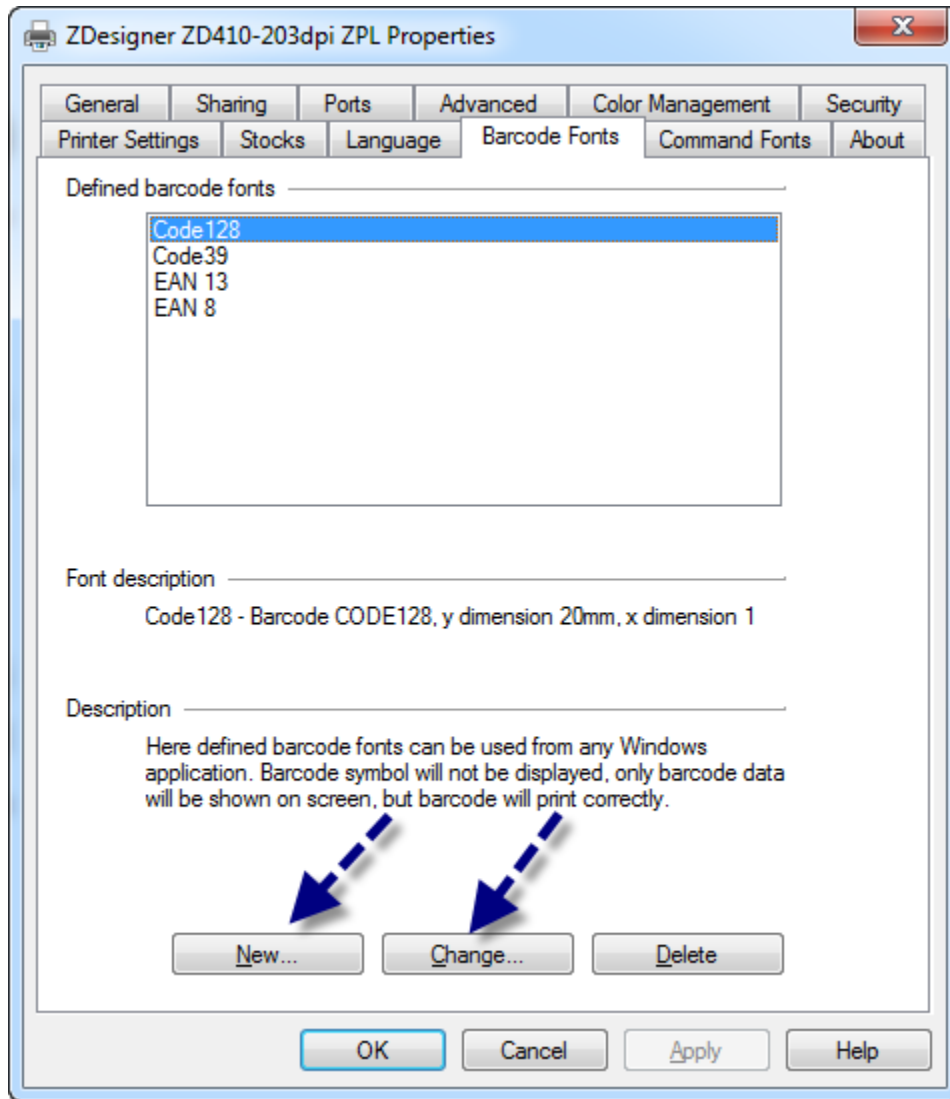 ZDesigner ZD410-203dpi ZPL Properties
General Sharing Ports Advanced Color Management Security
Printer Settings Stocks Language Barcode Fonts Command Fonts About
Defined barcode fonts
Code128
Code39
EAN 13
EAN 8
Font description
Code128 - Barcode CODE128, y dimension 20mm, x dimension 1
Description
Here defined barcode fonts can be used from any Windows
application. Barcode symbol will not be displayed, only barcode data
will be shown on screen, but barcode will print correctly.
New... Change... Delete
OK Cancel Apply Help